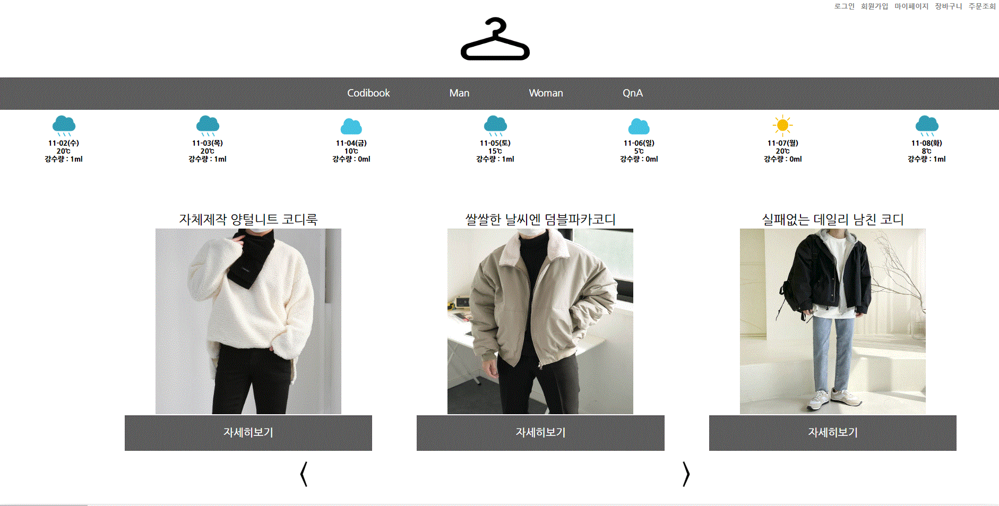 로그인 회원가입 마이페이지 장바구니 주문조회
Codibook Man Woman QnA
11-02(수) 11-03(목) 11-04(금) 11-05(토) 11-06(일) 11-07(월) 11-08(화)
20℃ 20℃ 10℃ 15℃ 5℃ 20℃ 8℃
강수량 : 1ml 강수량 : 1ml 강수량 : 0ml 강수량 : 1ml 강수량 : 0ml 강수량 : 0ml 강수량 : 1ml
자체제작 양털니트 코디룩 쌀쌀한 날씨엔 덤블파카코디 실패없는 데일리 남친 코디
자세히보기 자세히보기 자세히보기